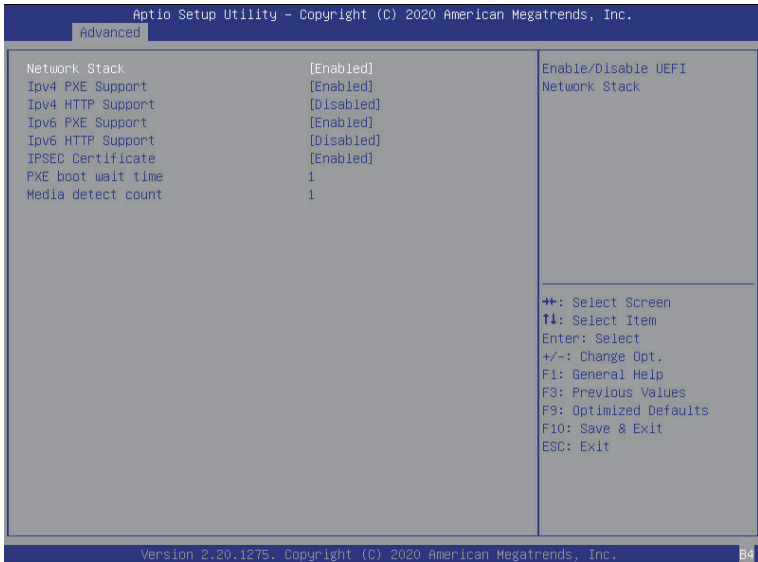 Aptio Setup Utility – Copyright (C) 2020 American Megatrends, Inc.
Advanced
Network Stack [Enabled]
Ipv4 PXE Support [Enabled]
Ipv4 HTTP Support [Disabled]
Ipv6 PXE Support [Enabled]
Ipv6 HTTP Support [Disabled]
IPSEC Certificate [Enabled]
PXE boot wait time 1
Media detect count 1
Enable/Disable UEFI
Network Stack
→←: Select Screen
↑↓: Select Item
Enter: Select
+/-: Change Opt.
F1: General Help
F3: Previous Values
F9: Optimized Defaults
F10: Save & Exit
ESC: Exit
Version 2.20.1275. Copyright (C) 2020 American Megatrends, Inc.
B4